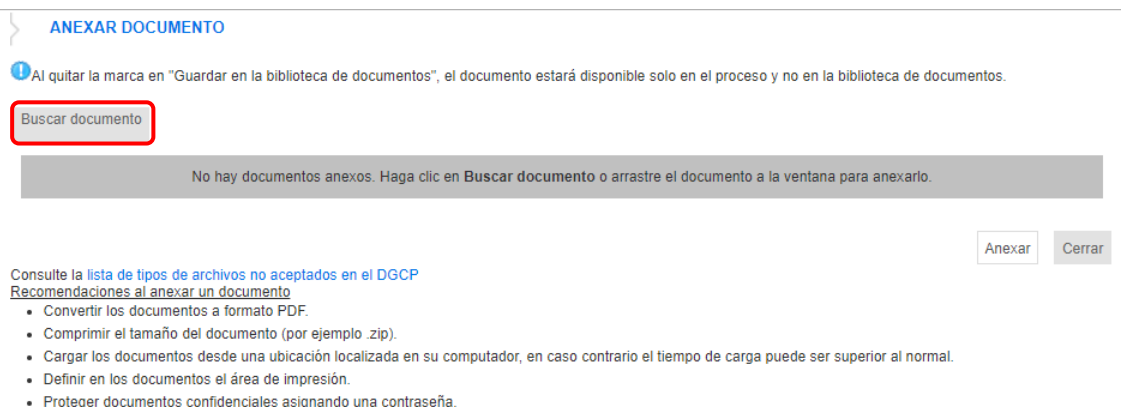 ANEXAR DOCUMENTO
Al quitar la marca en "Guardar en la biblioteca de documentos", el documento estará disponible solo en el proceso y no en la biblioteca de documentos.
Buscar documento
No hay documentos anexos. Haga clic en Buscar documento o arrastre el documento a la ventana para anexarlo.
Anexar Cerrar
Consulte la lista de tipos de archivos no aceptados en el DGCP
Recomendaciones al anexar un documento
• Convertir los documentos a formato PDF.
• Comprimir el tamaño del documento (por ejemplo .zip).
• Cargar los documentos desde una ubicación localizada en su computador, en caso contrario el tiempo de carga puede ser superior al normal.
• Definir en los documentos el área de impresión.
• Proteger documentos confidenciales asignando una contraseña.